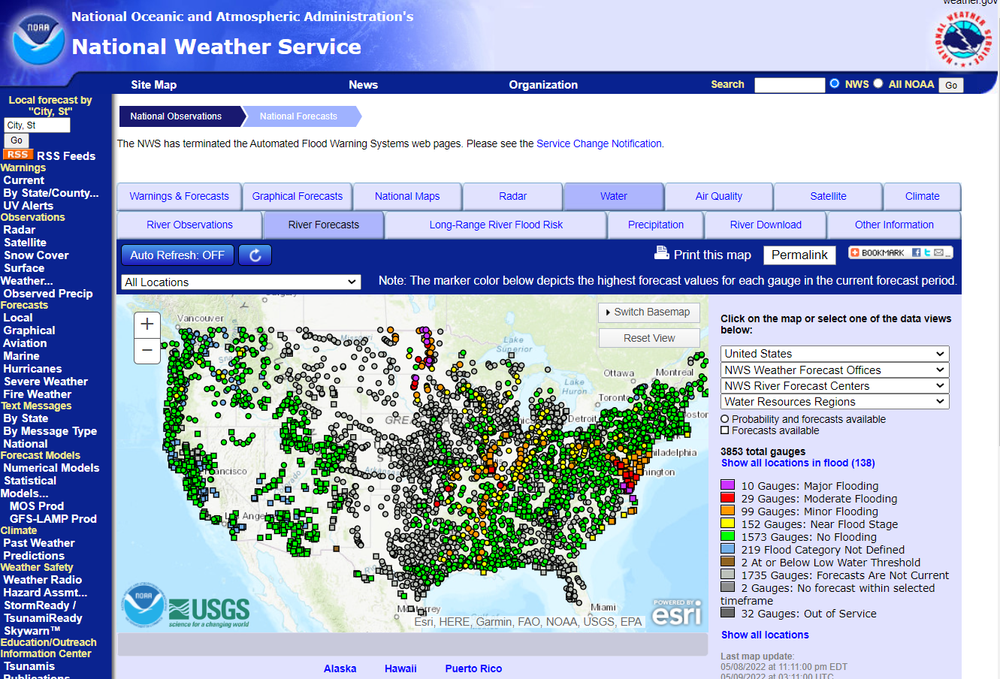 weather.gov
National Oceanic and Atmospheric Administration's
National Weather Service
NOAA
NATIONAL WEATHER SERVICE
Site Map
News
Organization
Search
NWS
All NOAA
Go
Local forecast by
"City, St"
City, St
Go
RSS RSS Feeds
Warnings
Current
By State/County...
UV Alerts
Observations
Radar
Satellite
Snow Cover
Surface
Weather...
Observed Precip
Forecasts
Local
Graphical
Aviation
Marine
Hurricanes
Severe Weather
Fire Weather
Text Messages
By State
By Message Type
National
Forecast Models
Numerical Models
Statistical
Models...
MOS Prod
GFS-LAMP Prod
Climate
Past Weather
Predictions
Weather Safety
Weather Radio
Hazard Assmt...
StormReady /
TsunamiReady
Skywarn™
Education/Outreach
Information Center
Tsunamis
Publications
National Observations
National Forecasts
The NWS has terminated the Automated Flood Warning Systems web pages. Please see the Service Change Notification.
Warnings & Forecasts
Graphical Forecasts
National Maps
Radar
Water
Air Quality
Satellite
Climate
River Observations
River Forecasts
Long-Range River Flood Risk
Precipitation
River Download
Other Information
Auto Refresh: OFF
Print this map
Permalink
BOOKMARK
All Locations
Note: The marker color below depicts the highest forecast values for each gauge in the current forecast period.
+
−
Switch Basemap
Reset View
Vancouver
Missouri
Lake
Superior
Ottawa
Montreal
Lake
Huron
Toronto
Detroit
oston
GREA
hiladelphia
ington
ncisco
Arkansas
Colorado
Angel
Miami
NOAA
USGS
science for a changing world
Esri, HERE, Garmin, FAO, NOAA, USGS, EPA
POWERED BY
esri
Alaska
Hawaii
Puerto Rico
Click on the map or select one of the data views
below:
United States
NWS Weather Forecast Offices
NWS River Forecast Centers
Water Resources Regions
Probability and forecasts available
Forecasts available
3853 total gauges
Show all locations in flood (138)
10 Gauges: Major Flooding
29 Gauges: Moderate Flooding
99 Gauges: Minor Flooding
152 Gauges: Near Flood Stage
1573 Gauges: No Flooding
219 Flood Category Not Defined
2 At or Below Low Water Threshold
1735 Gauges: Forecasts Are Not Current
2 Gauges: No forecast within selected
timeframe
32 Gauges: Out of Service
Show all locations
Last map update:
05/08/2022 at 11:11:00 pm EDT
05/09/2022 at 03:11:00 UTC